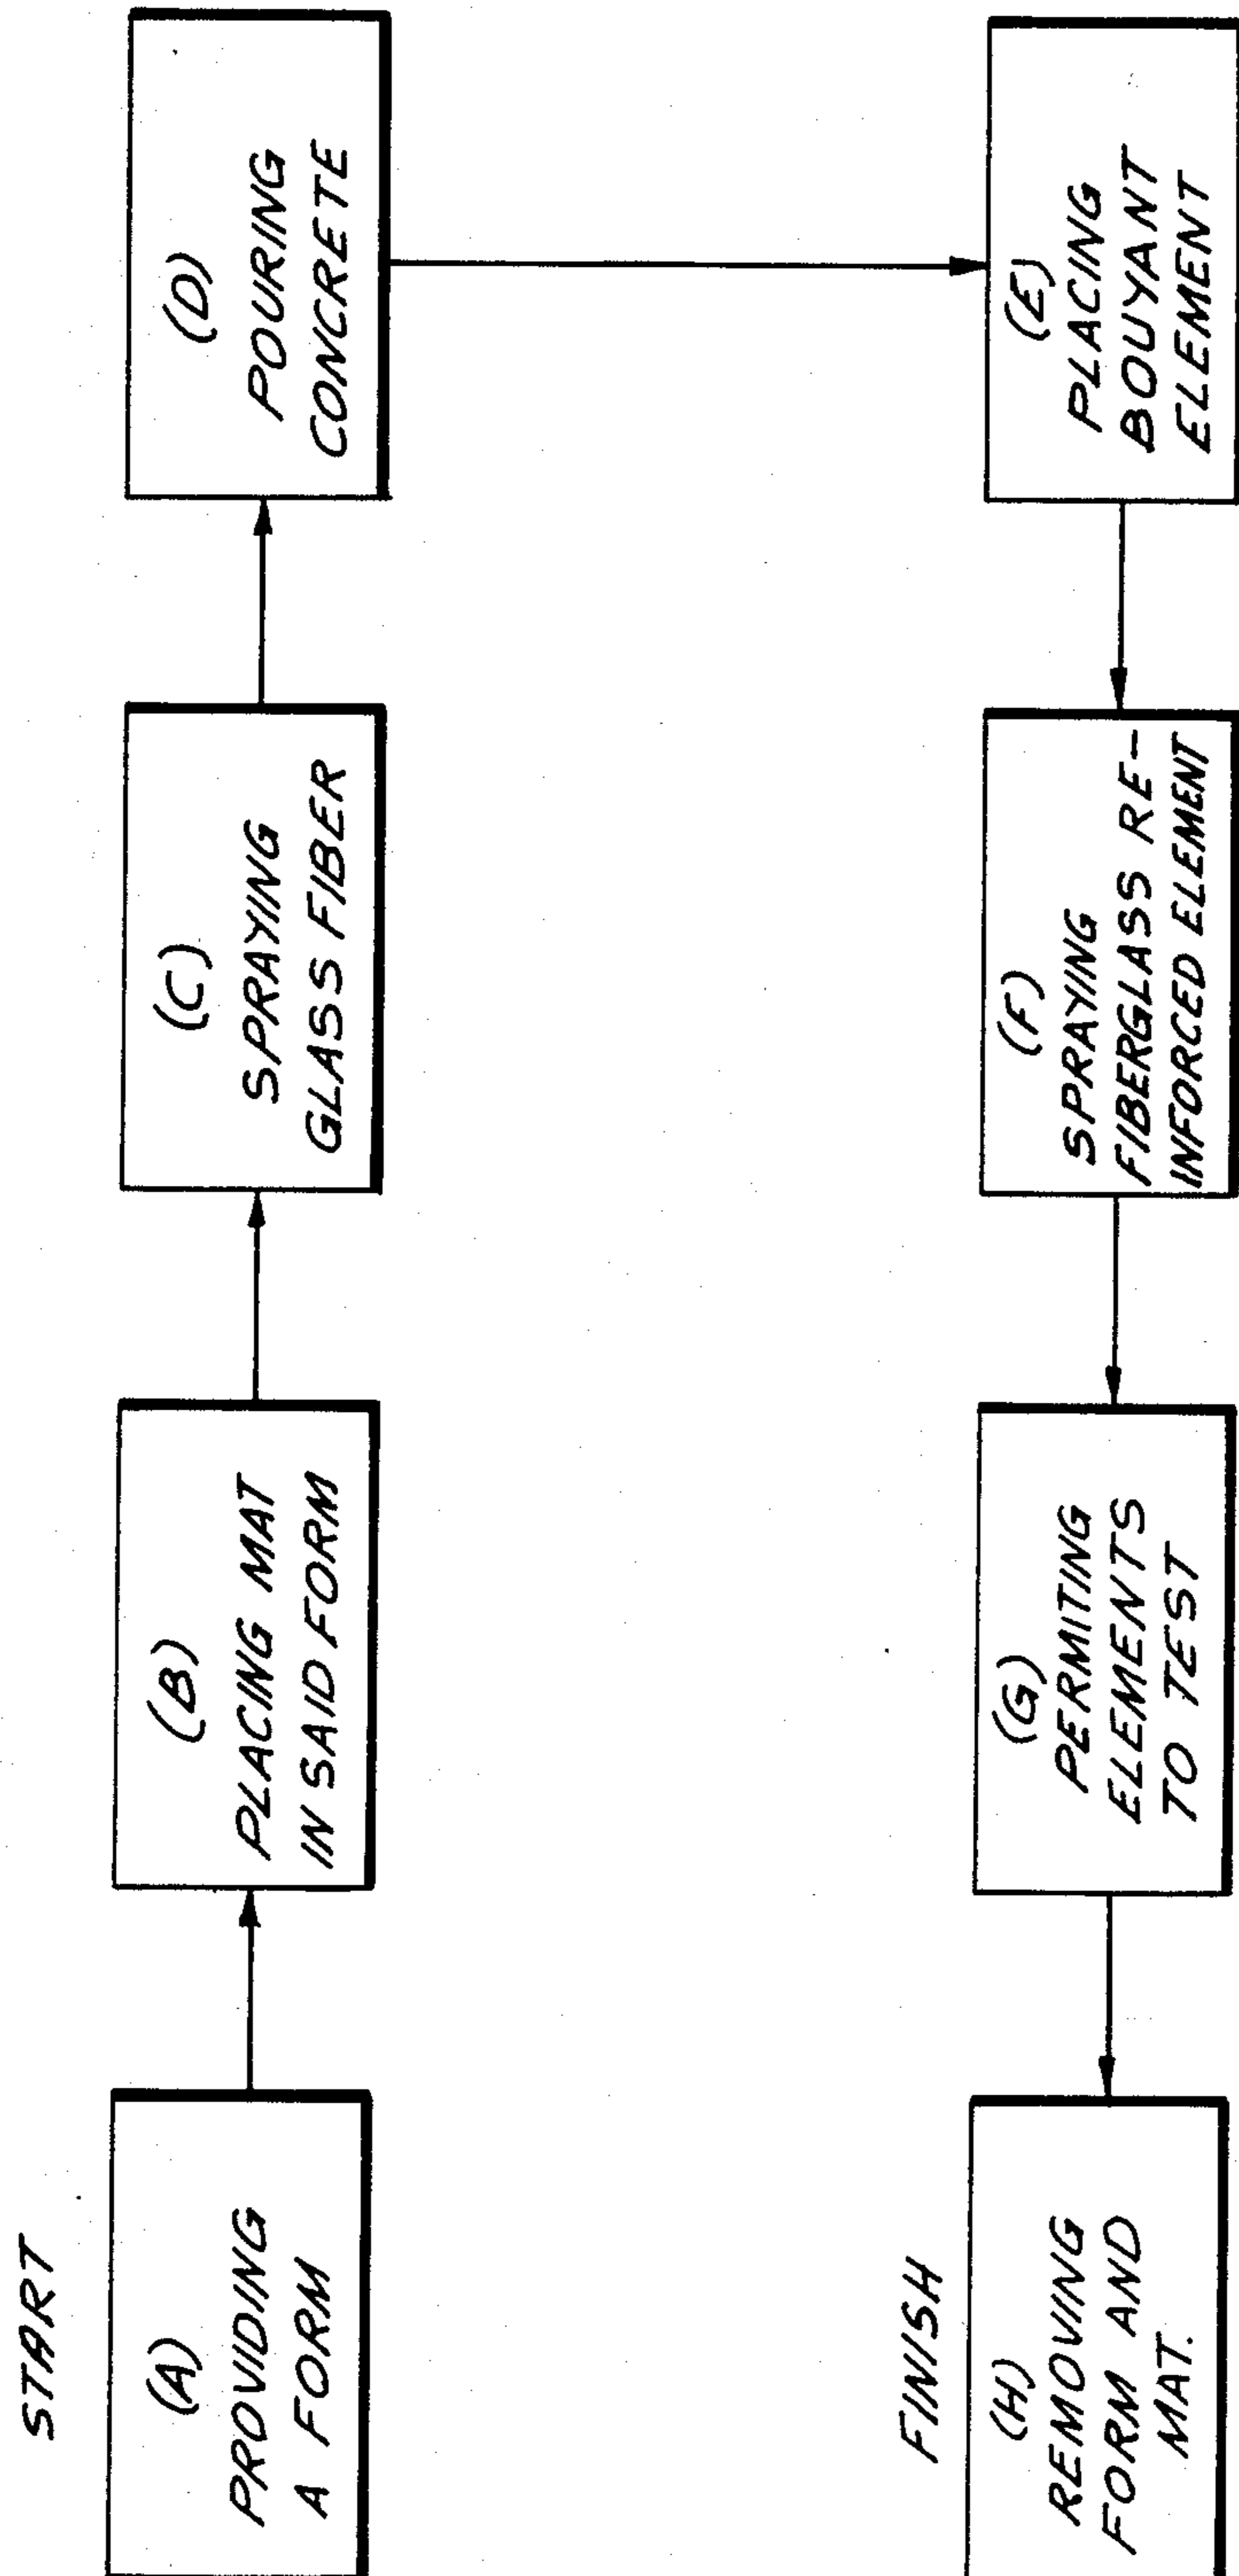 START
(A)
PROVIDING
A FORM
(B)
PLACING MAT
IN SAID FORM
(C)
SPRAYING
GLASS FIBER
(D)
POURING
CONCRETE
(E)
PLACING
BOUYANT
ELEMENT
(F)
SPRAYING
FIBERGLASS RE-
INFORCED ELEMENT
(G)
PERMITING
ELEMENTS
TO TEST
FINISH
(H)
REMOVING
FORM AND
MAT.